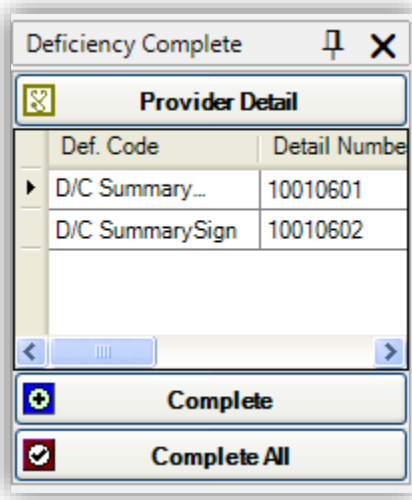 Deficiency Complete
Provider Detail
Def. Code Detail Numbe
D/C Summary... 10010601
D/C SummarySign 10010602
Complete
Complete All